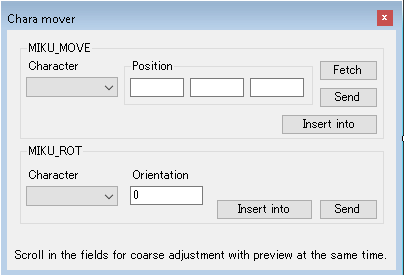 Chara mover
x
MIKU_MOVE
Character
Position
Fetch
Send
Insert into
MIKU_ROT
Character
Orientation
0
Insert into
Send
Scroll in the fields for coarse adjustment with preview at the same time.